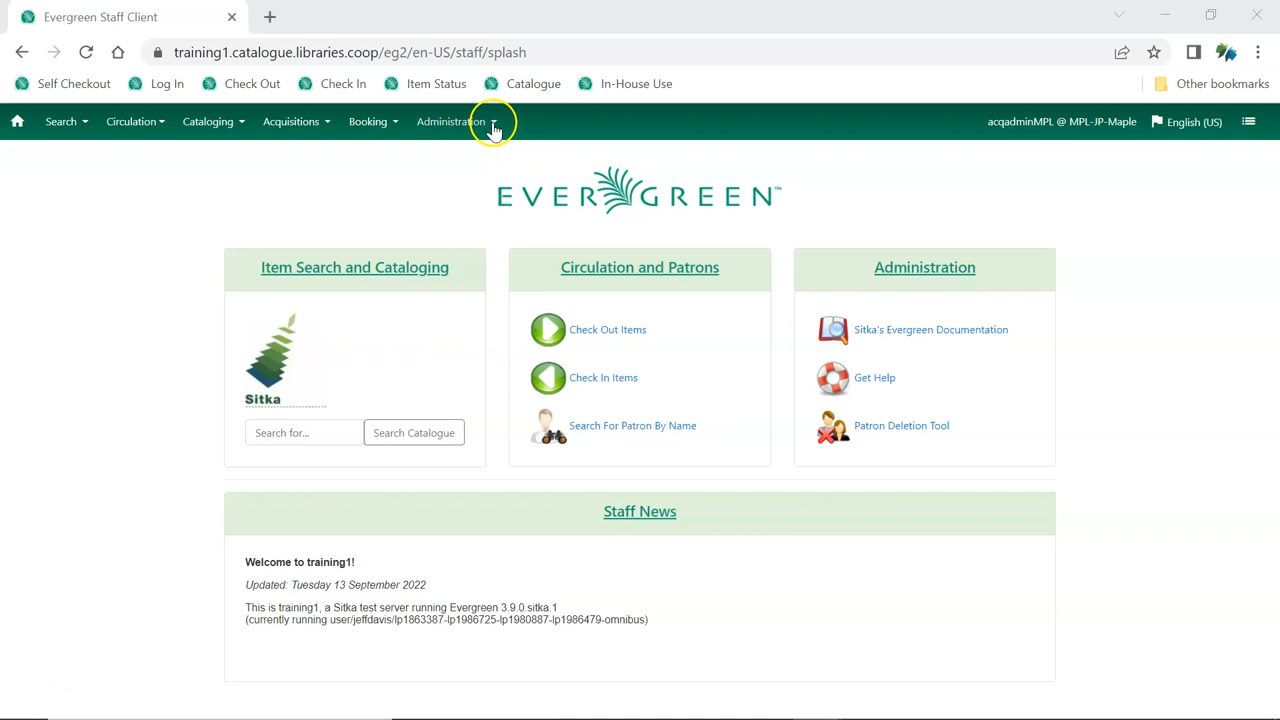 Evergreen Staff Client
training1.catalogue.libraries.coop/eg2/en-US/staff/splash
Self Checkout Log In Check Out Check In Item Status Catalogue In-House Use Other bookmarks
Search Circulation Cataloging Acquisitions Booking Administration acqadminMPL @ MPL-JP-Maple English (US)
EVERGREEN™
Item Search and Cataloging
Sitka
Search for... Search Catalogue
Circulation and Patrons
Check Out Items
Check In Items
Search For Patron By Name
Administration
Sitka's Evergreen Documentation
Get Help
Patron Deletion Tool
Staff News
Welcome to training1!
Updated: Tuesday 13 September 2022
This is training1, a Sitka test server running Evergreen 3.9.0.sitka.1
(currently running user/jeffdavis/lp1863387-lp1986725-lp1980887-lp1986479-omnibus)